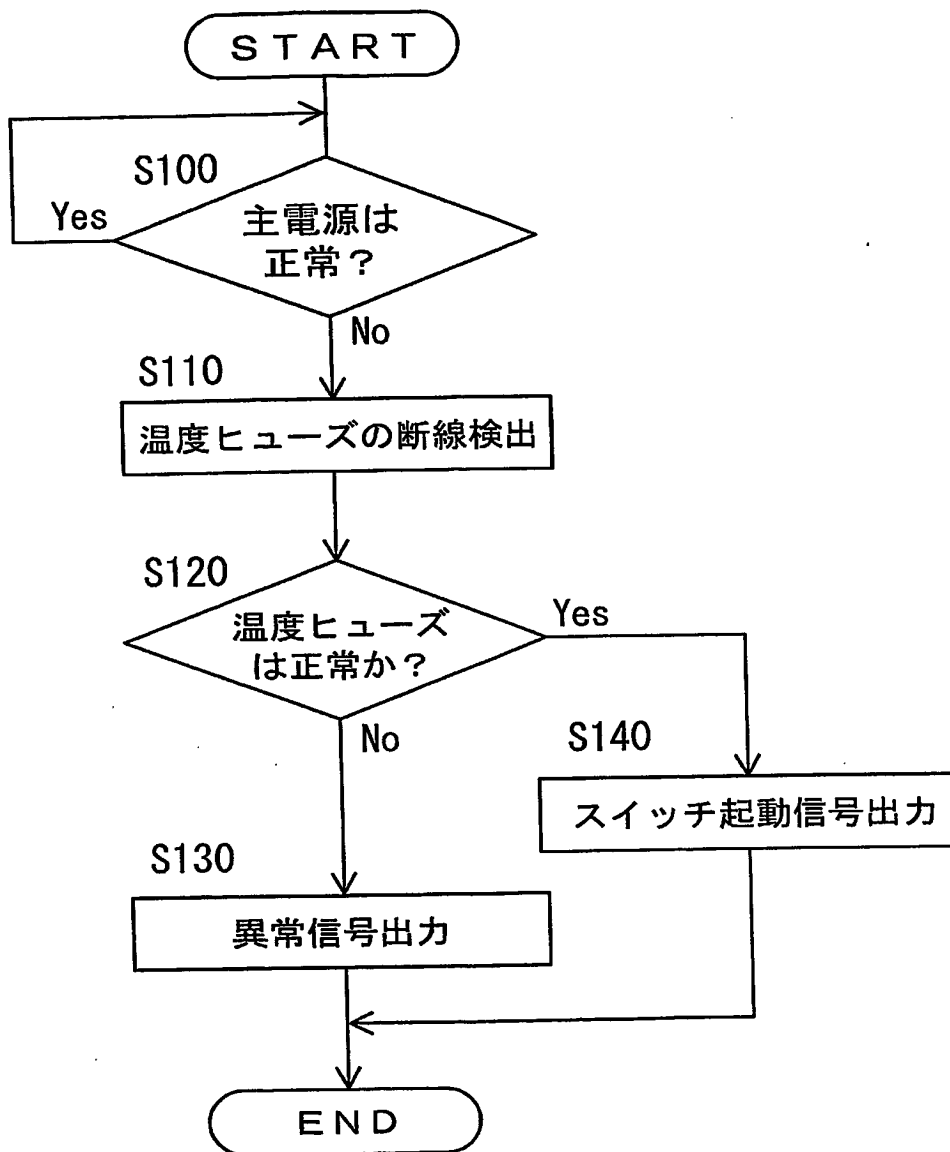 START
S100
Yes
主電源は
正常？
No
S110
温度ヒューズの断線検出
S120
温度ヒューズ
は正常か？
Yes
No
S140
スイッチ起動信号出力
S130
異常信号出力
END